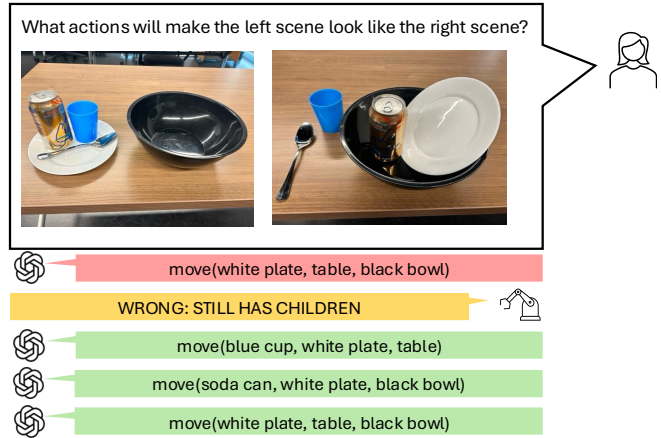 What actions will make the left scene look like the right scene?
move(white plate, table, black bowl)
WRONG: STILL HAS CHILDREN
move(blue cup, white plate, table)
move(soda can, white plate, black bowl)
move(white plate, table, black bowl)